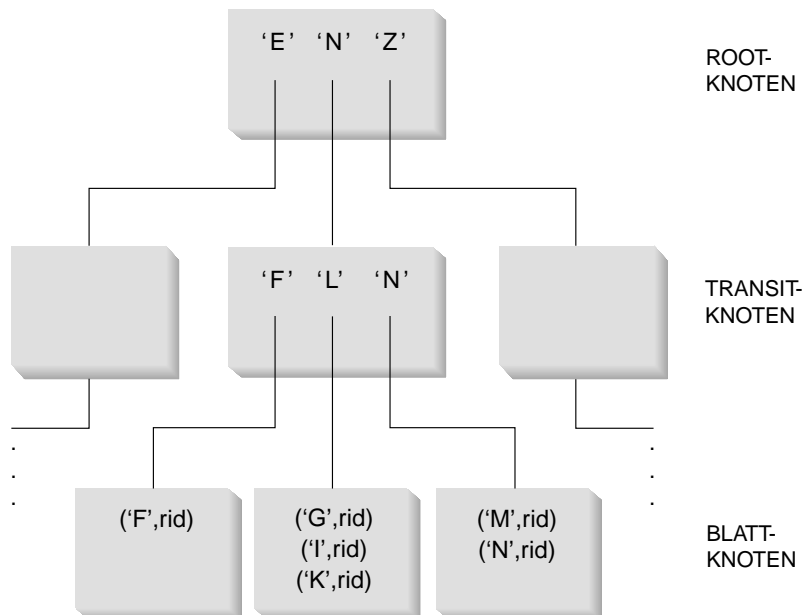 ‘E’ ‘N’ ‘Z’
ROOT-
KNOTEN
‘F’ ‘L’ ‘N’
TRANSIT-
KNOTEN
(‘F’,rid)
(‘G’,rid)
(‘I’,rid)
(‘K’,rid)
(‘M’,rid)
(‘N’,rid)
BLATT-
KNOTEN